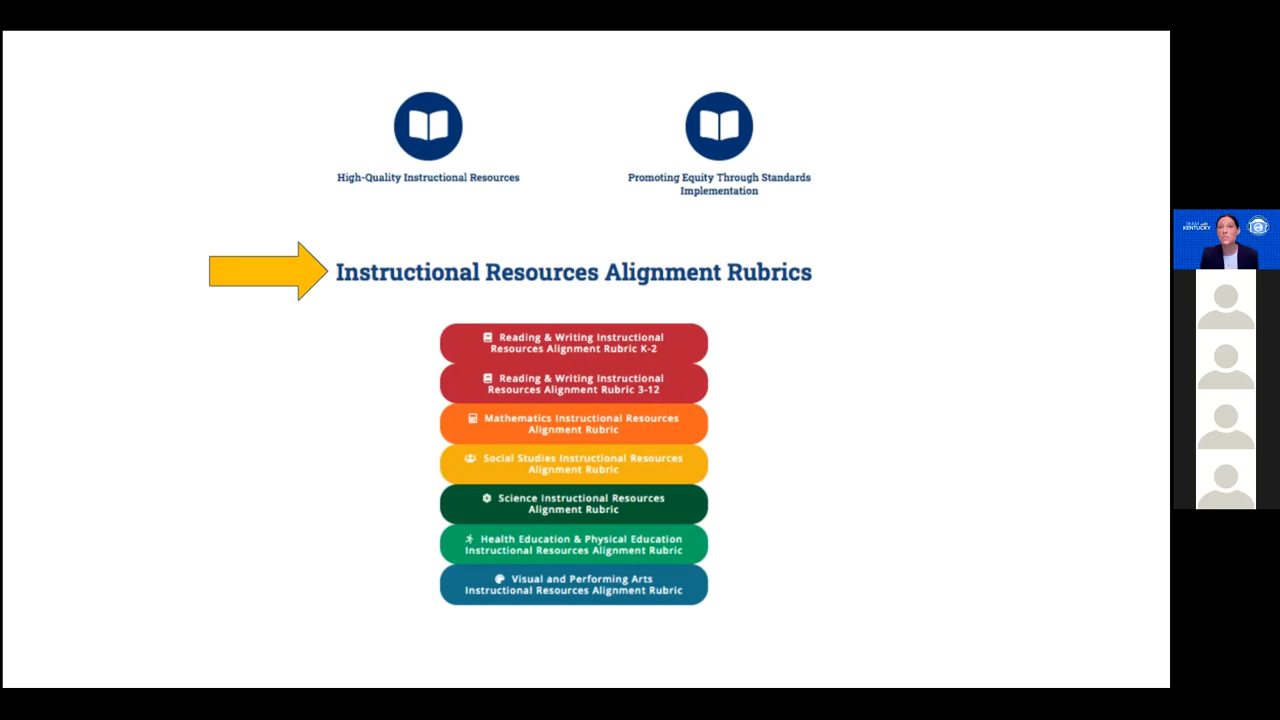 High-Quality Instructional Resources
Promoting Equity Through Standards
Implementation
Instructional Resources Alignment Rubrics
Reading & Writing Instructional
Resources Alignment Rubric K-2
Reading & Writing Instructional
Resources Alignment Rubric 3-12
Mathematics Instructional Resources
Alignment Rubric
Social Studies Instructional Resources
Alignment Rubric
Science Instructional Resources
Alignment Rubric
Health Education & Physical Education
Instructional Resources Alignment Rubric
Visual and Performing Arts
Instructional Resources Alignment Rubric
TEAM
KENTUCKY